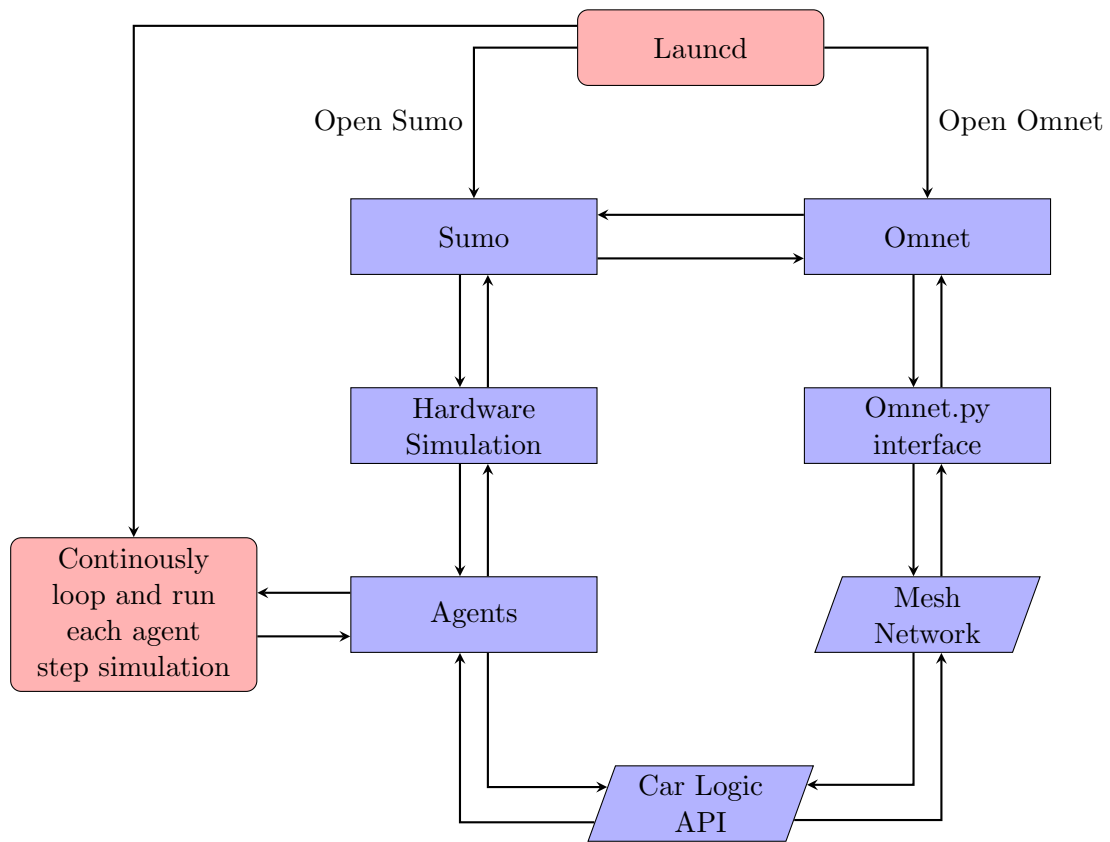 Launcd
Open Sumo
Open Omnet
Sumo
Omnet
Hardware
Simulation
Omnet.py
interface
Continously
loop and run
each agent
step simulation
Agents
Mesh
Network
Car Logic
API